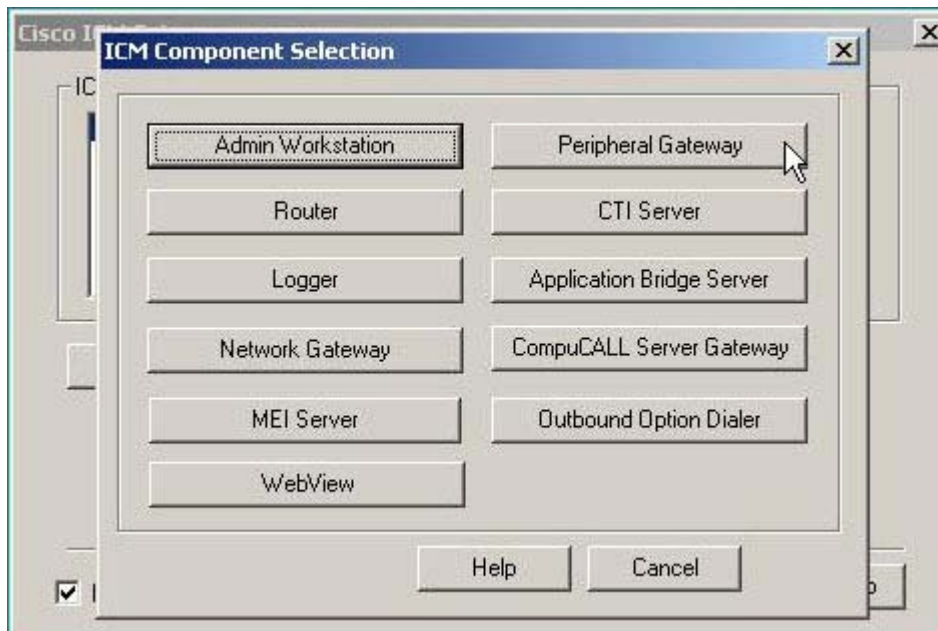 Cisco
ICM Component Selection
Admin Workstation
Peripheral Gateway
Router
CTI Server
Logger
Application Bridge Server
Network Gateway
CompuCALL Server Gateway
MEI Server
Outbound Option Dialer
WebView
Help
Cancel